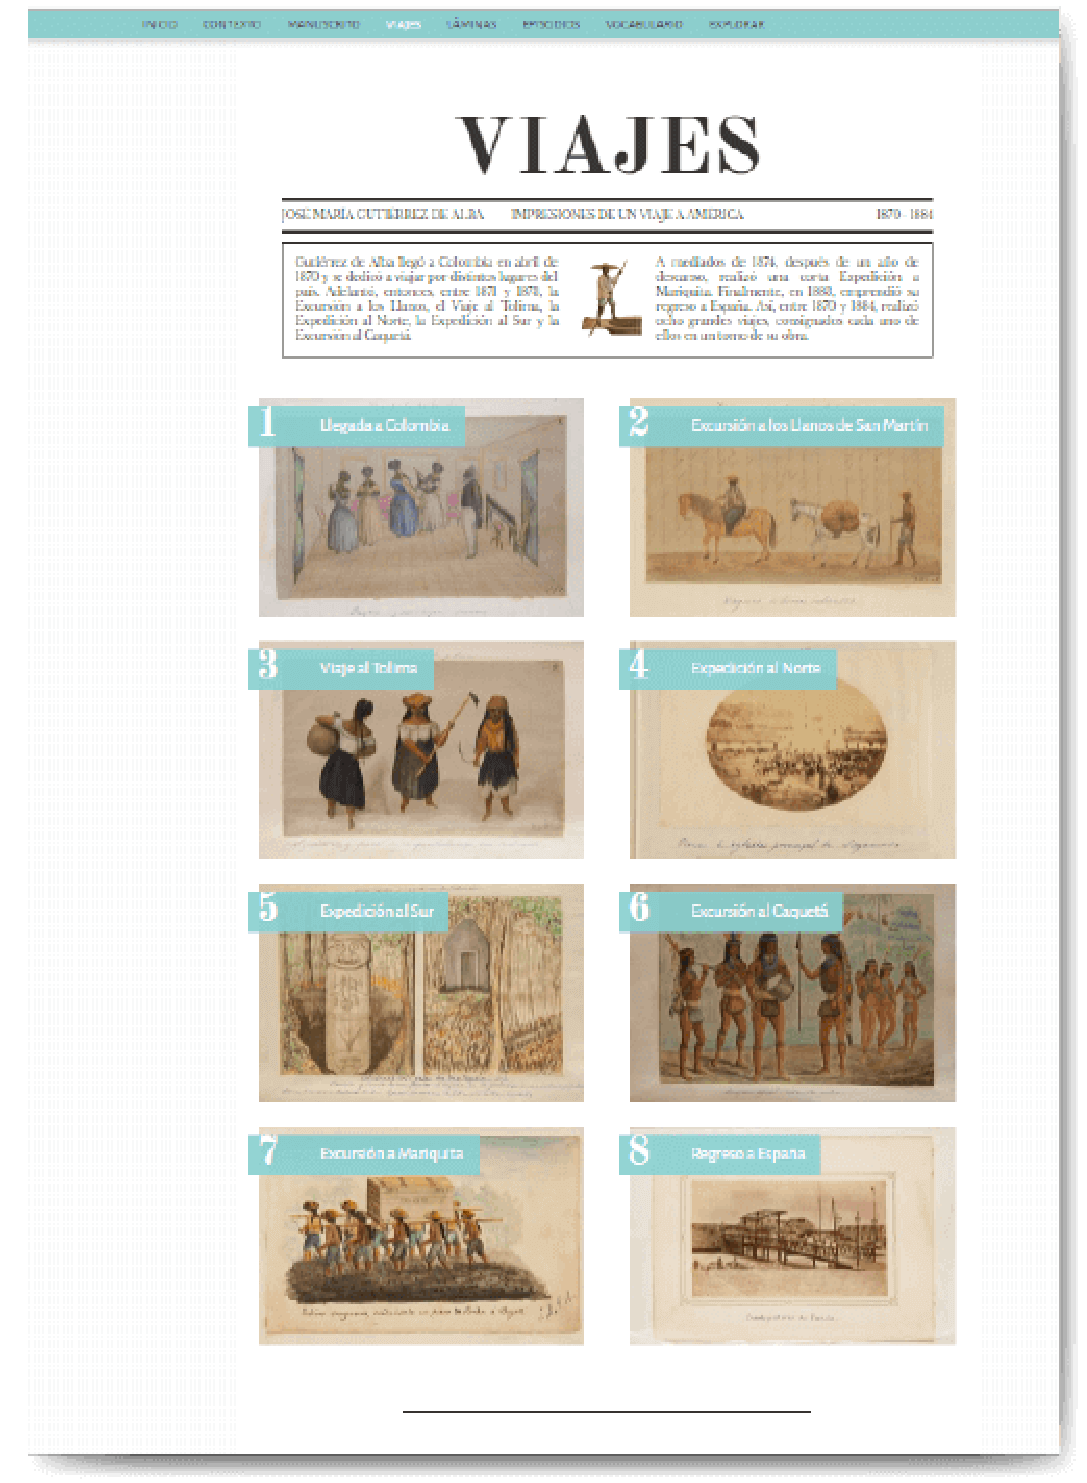 INICIO CONTEXTO MANUSCRITO VIAJES LÁMINAS EPISODIOS VOCABULARIO EXPLORAR
VIAJES
JOSÉ MARÍA GUTIÉRREZ DE ALBA IMPRESIONES DE UN VIAJE A AMÉRICA 1870 - 1884
Gutiérrez de Alba llegó a Colombia en abril de
1870 y se dedicó a viajar por distintos lugares del
país. Adelantó, entonces, entre 1871 y 1873, la
Excursión a los Llanos, el Viaje al Tolima, la
Expedición al Norte, la Expedición al Sur y la
Excursión al Caquetá.
A mediados de 1874, después de un año de
descanso, realizó una corta Expedición a
Mariquita. Finalmente, en 1883, emprendió su
regreso a España. Así, entre 1870 y 1884, realizó
ocho grandes viajes, consignados cada uno de
ellos en un tomo de su obra.
1 Llegada a Colombia
2 Excursión a los Llanos de San Martín
3 Viaje al Tolima
4 Expedición al Norte
5 Expedición al Sur
6 Excursión al Caquetá
7 Excursión a Mariquita
8 Regreso a España